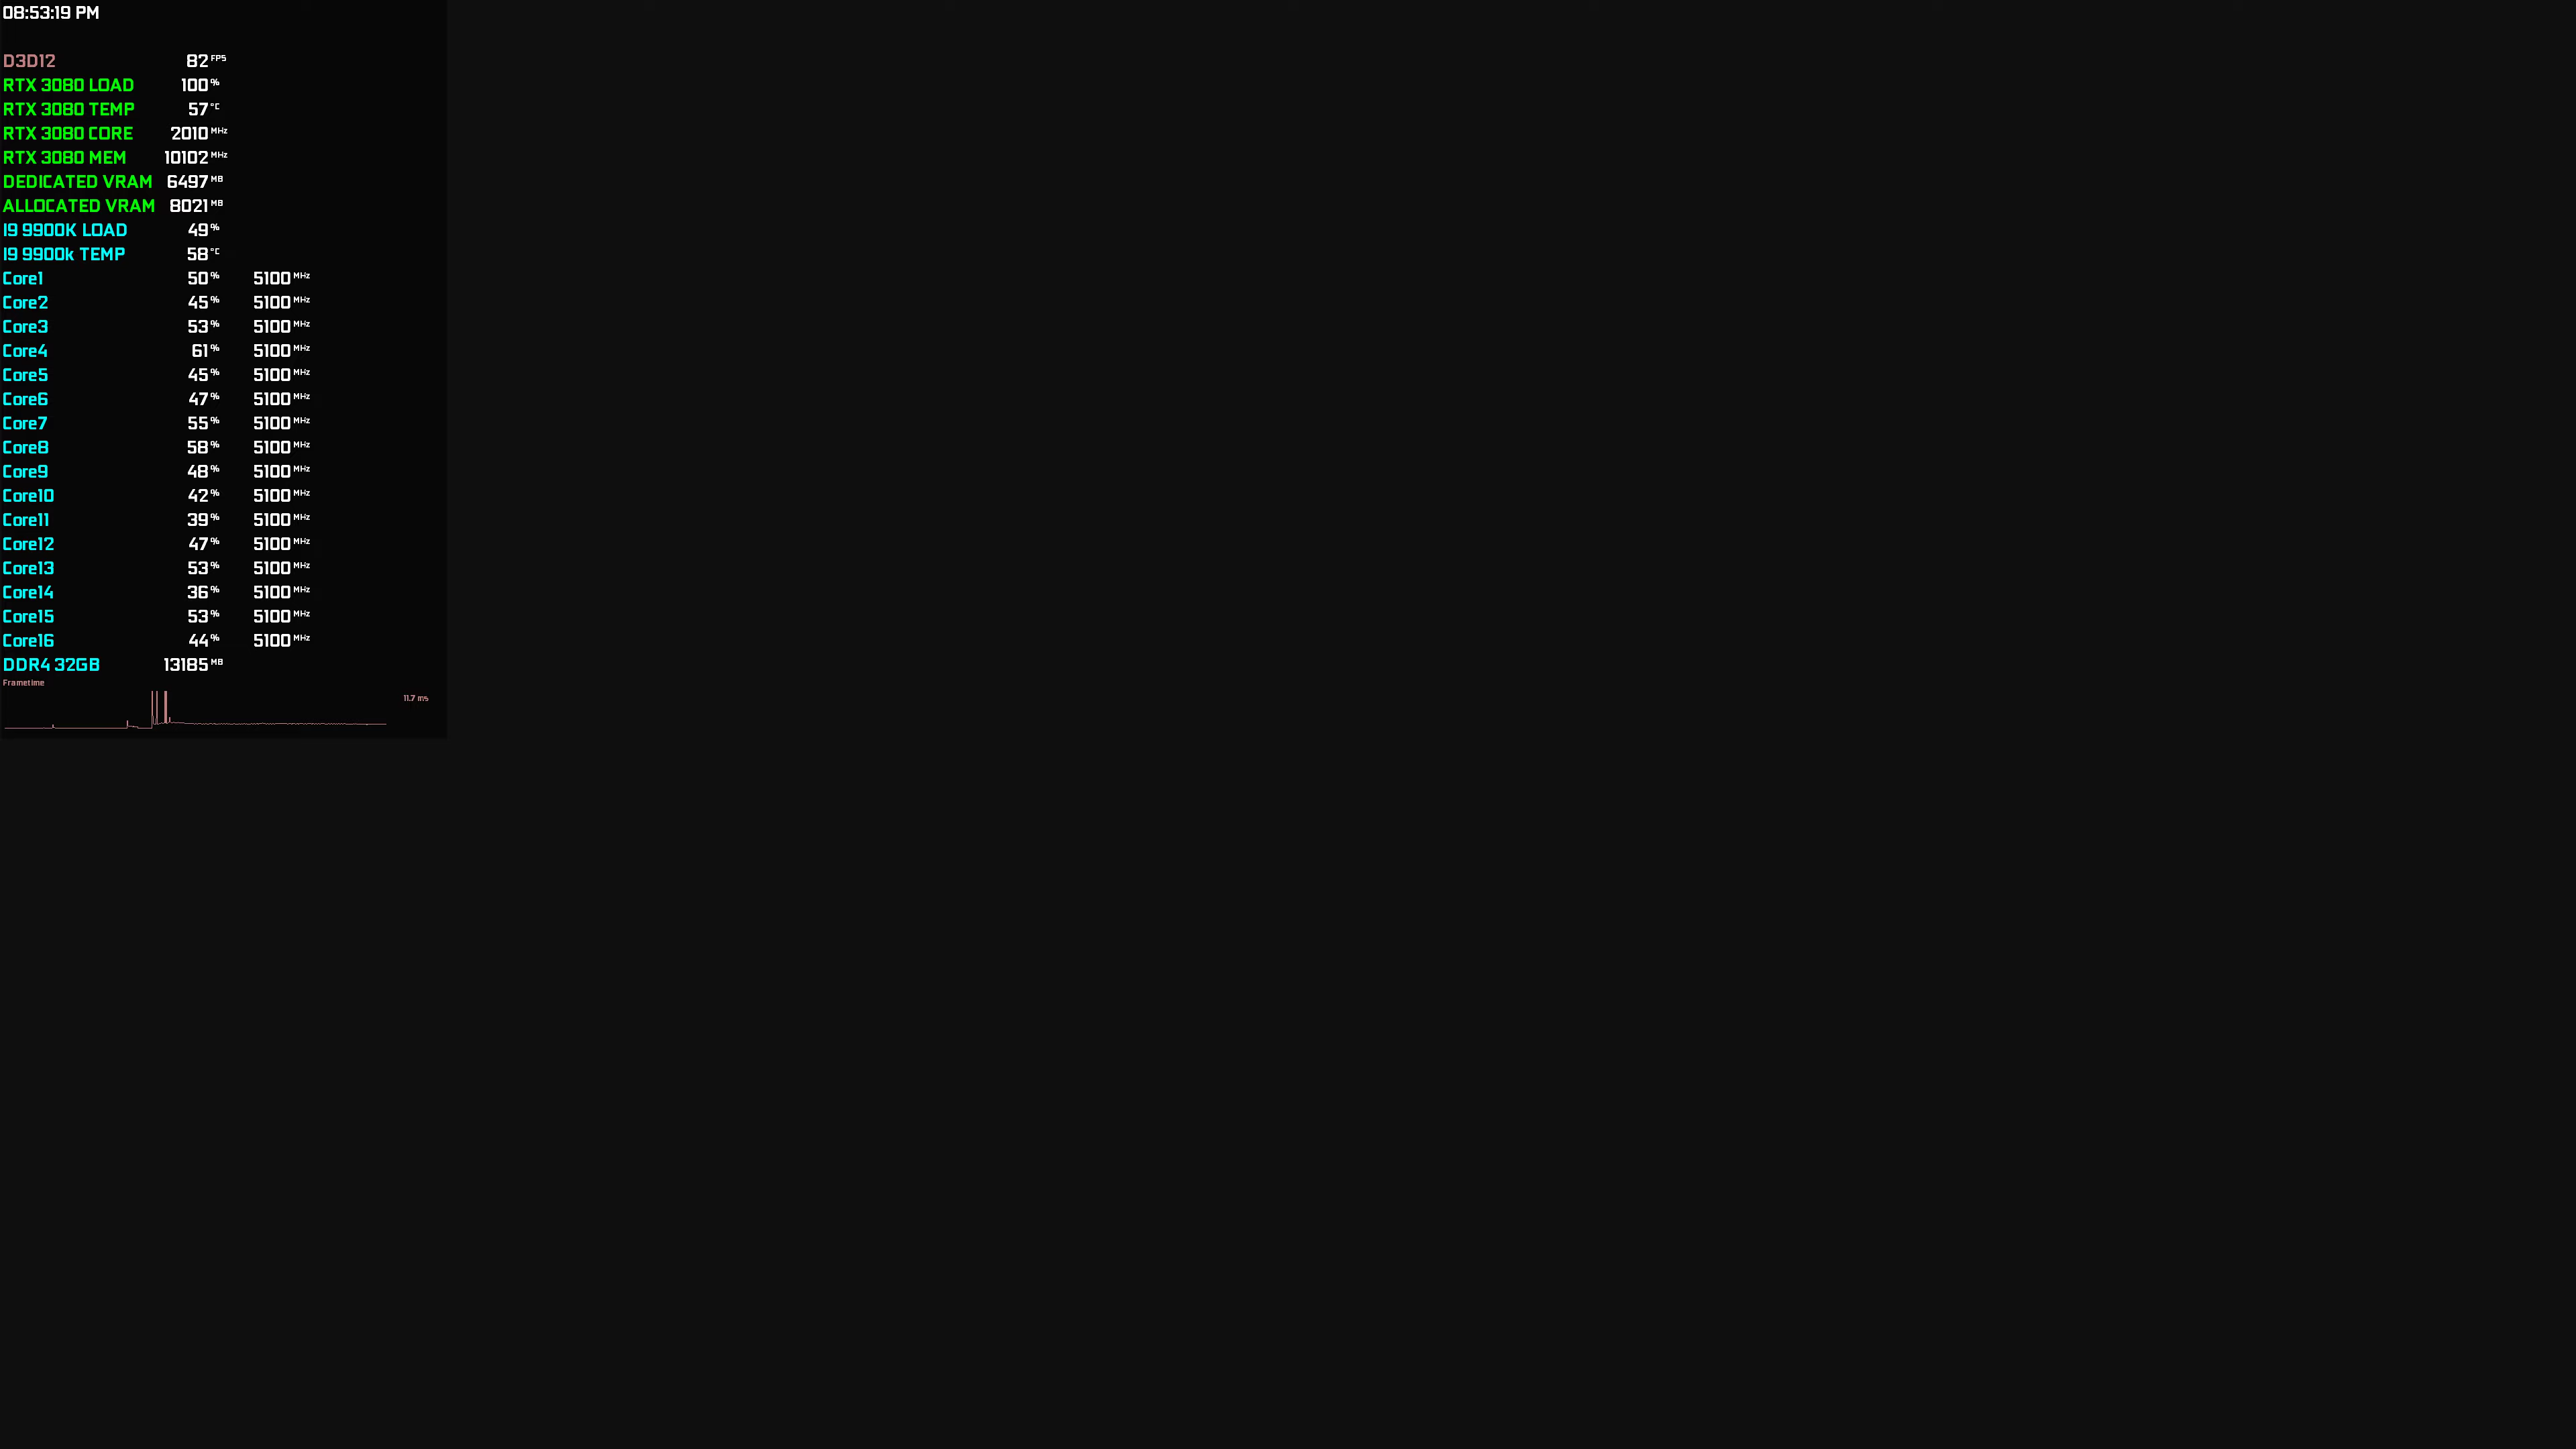 08:53:19 PM
D3D12 82 FPS
RTX 3080 LOAD 100 %
RTX 3080 TEMP 57 °C
RTX 3080 CORE 2010 MHz
RTX 3080 MEM 10102 MHz
DEDICATED VRAM 6497 MB
ALLOCATED VRAM 8021 MB
I9 9900K LOAD 49 %
I9 9900k TEMP 58 °C
Core1 50 % 5100 MHz
Core2 45 % 5100 MHz
Core3 53 % 5100 MHz
Core4 61 % 5100 MHz
Core5 45 % 5100 MHz
Core6 47 % 5100 MHz
Core7 55 % 5100 MHz
Core8 58 % 5100 MHz
Core9 48 % 5100 MHz
Core10 42 % 5100 MHz
Core11 39 % 5100 MHz
Core12 47 % 5100 MHz
Core13 53 % 5100 MHz
Core14 36 % 5100 MHz
Core15 53 % 5100 MHz
Core16 44 % 5100 MHz
DDR4 32GB 13185 MB
Frametime
11.7 ms